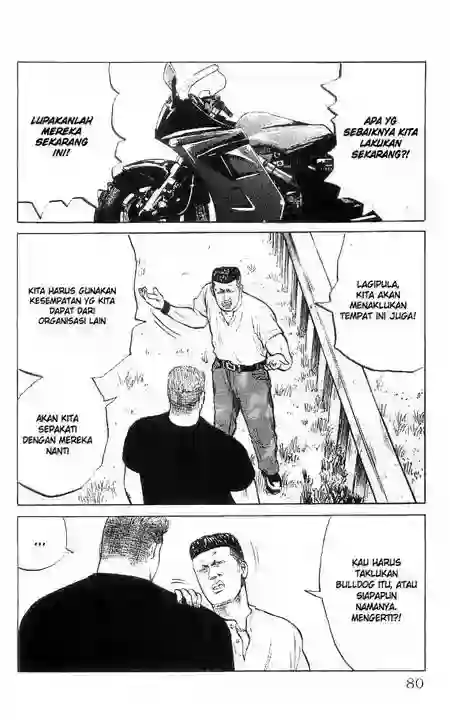 APA YG
SEBAIKNYA KITA
LAKUKAN
SEKARANG?!
LUPAKANLAH
MEREKA
SEKARANG
INI!
LAGIPULA,
KITA AKAN
MENAKLUKAN
TEMPAT INI JUGA!
KITA HARUS GUNAKAN
KESEMPATAN YG KITA
DAPAT DARI
ORGANISASI LAIN
AKAN KITA
SEPAKATI
DENGAN MEREKA
NANTI
KAU HARUS
TAKLUKAN
BULLDOG ITU, ATAU
SIAPAPUN
NAMANYA.
MENGERTI?!
...
80